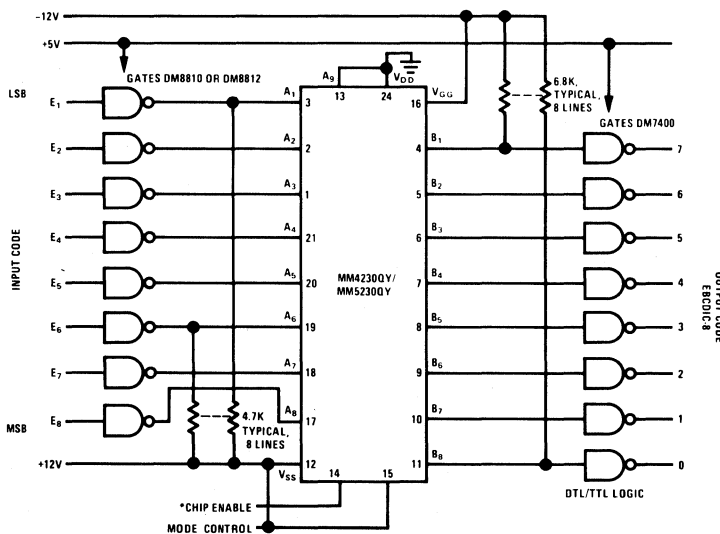 -12V
+5V
GATES DM8810 OR DM8812
LSB
MSB
INPUT CODE
E1
E2
E3
E4
E5
E6
E7
E8
A1
A2
A3
A4
A5
A6
A7
A8
A9
3
2
1
21
20
19
18
17
12
13
24
VDD
VGG
16
MM4230QY/
MM5230QY
B1
B2
B3
B4
B5
B6
B7
B8
4
5
6
7
8
9
10
11
6.8K,
TYPICAL,
8 LINES
GATES DM7400
7
6
5
4
3
2
1
0
OUTPUT CODE
EBCDIC-8
DTL/TTL LOGIC
4.7K
TYPICAL,
8 LINES
+12V
VSS
14
15
*CHIP ENABLE
MODE CONTROL